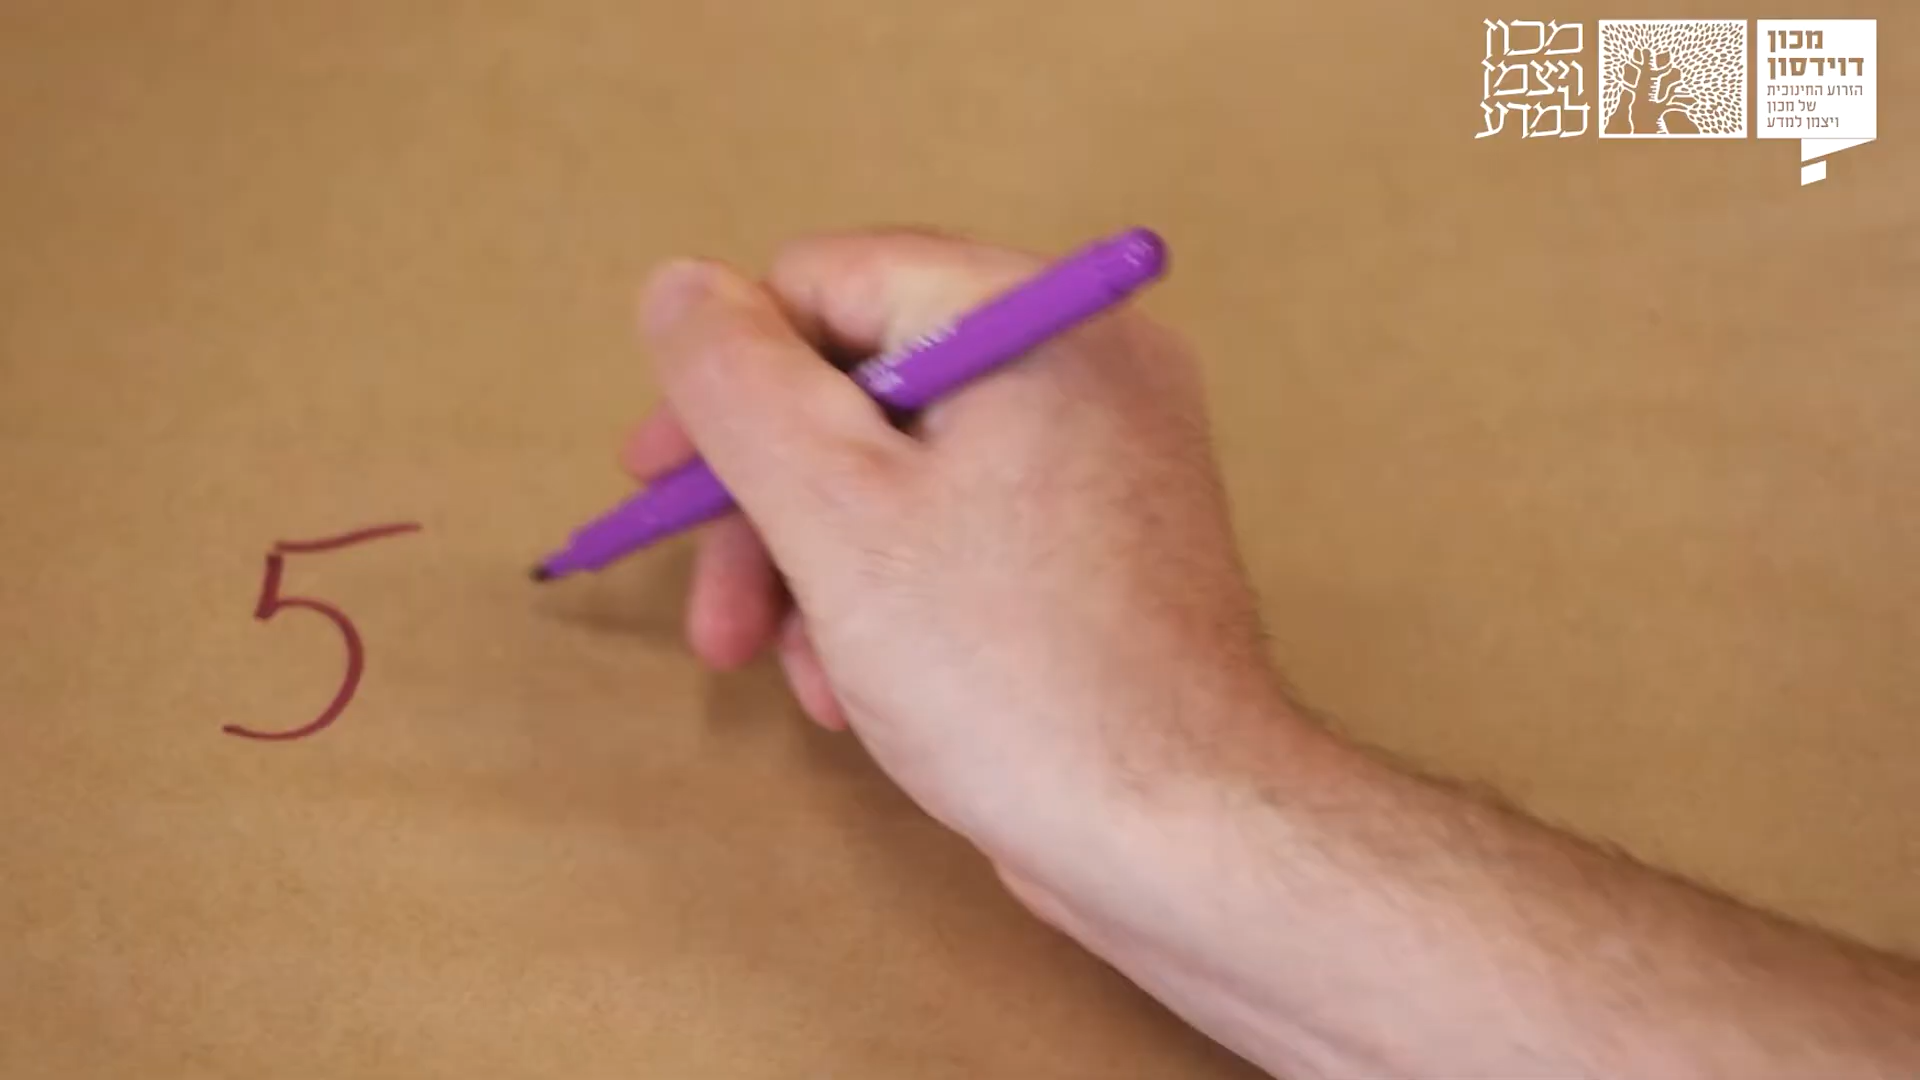 מכון
ויצמן
למדע
מכון
דוידסון
הזרוע החינוכית
של מכון
ויצמן למדע
5